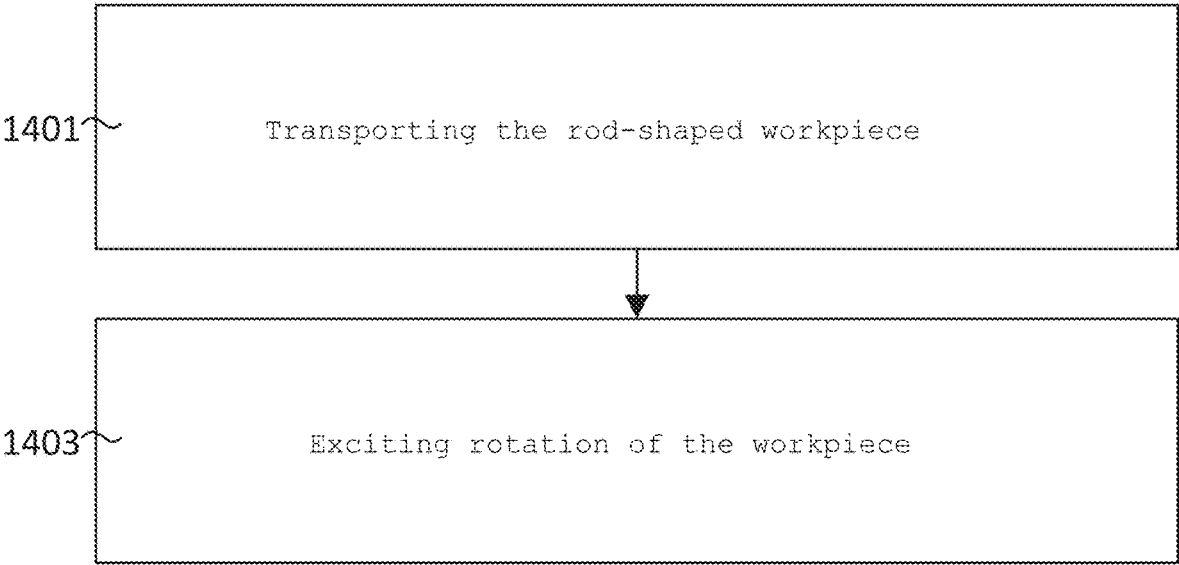 1401 Transporting the rod-shaped workpiece
1403 Exciting rotation of the workpiece